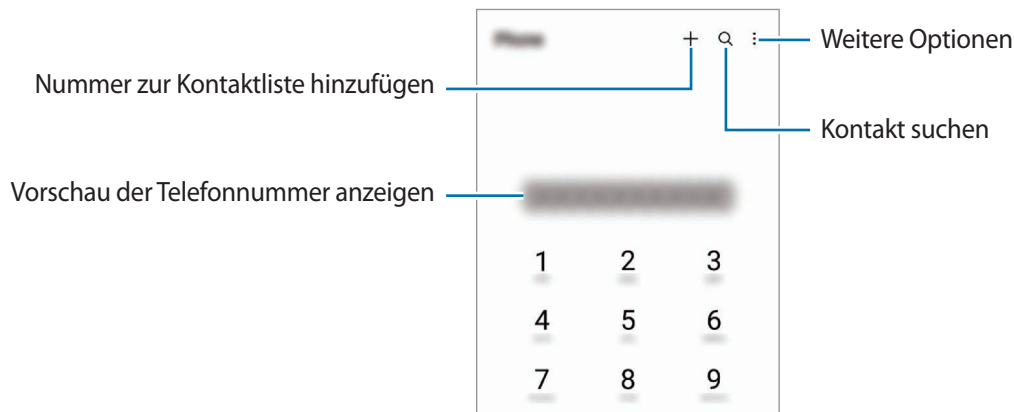 Weitere Optionen
Nummer zur Kontaktliste hinzufügen
Kontakt suchen
Vorschau der Telefonnummer anzeigen
1 2 3
4 5 6
7 8 9